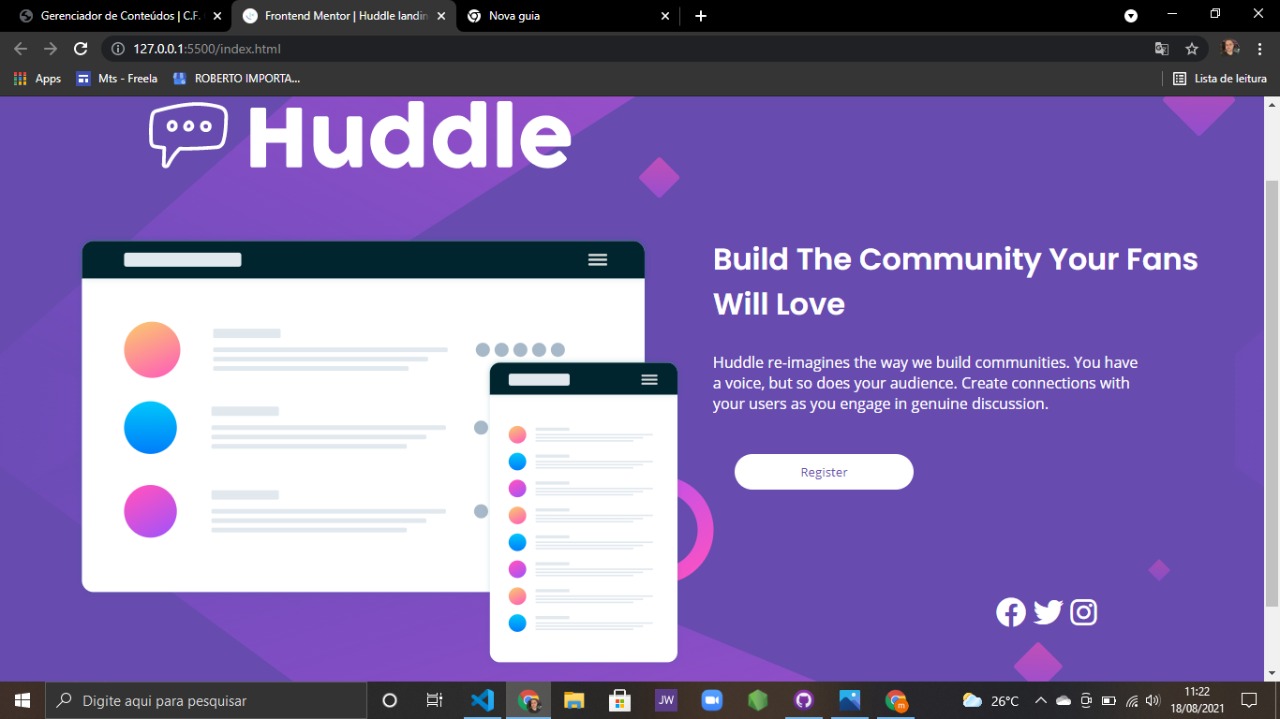 Gerenciador de Conteúdos | C.F.
Frontend Mentor | Huddle landin
Nova guia
127.0.0.1:5500/index.html
Apps
Mts - Freela
ROBERTO IMPORTA...
Lista de leitura
Huddle
Build The Community Your Fans
Will Love
Huddle re-imagines the way we build communities. You have
a voice, but so does your audience. Create connections with
your users as you engage in genuine discussion.
Register
Digite aqui para pesquisar
JW
m
26°C
11:22
18/08/2021